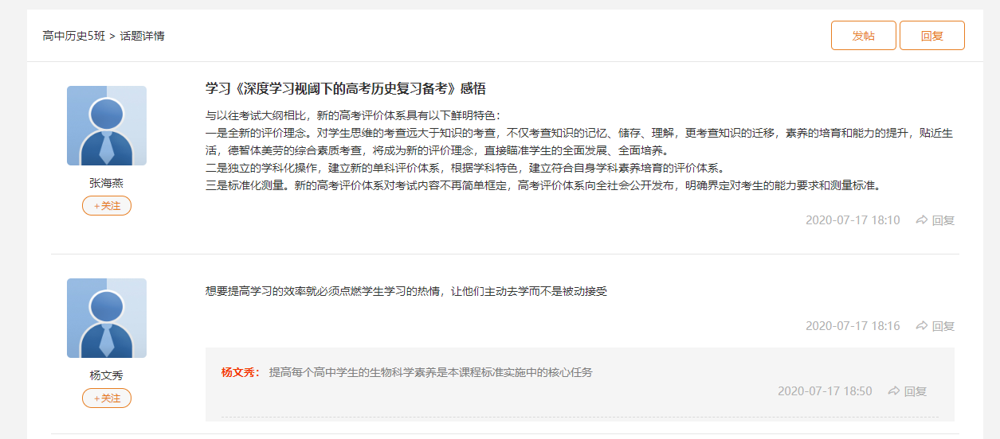 高中历史5班 > 话题详情
发帖
回复
学习《深度学习视阈下的高考历史复习备考》感悟
与以往考试大纲相比，新的高考评价体系具有以下鲜明特色：
一是全新的评价理念。对学生思维的考查远大于知识的考查，不仅考查知识的记忆、储存、理解，更考查知识的迁移，素养的培育和能力的提升，贴近生
活，德智体美劳的综合素质考查，将成为新的评价理念，直接瞄准学生的全面发展、全面培养。
二是独立的学科化操作，建立新的单科评价体系，根据学科特色，建立符合自身学科素养培育的评价体系。
三是标准化测量。新的高考评价体系对考试内容不再简单框定，高考评价体系向全社会公开发布，明确界定对考生的能力要求和测量标准。
张海燕
+关注
2020-07-17 18:10 回复
想要提高学习的效率就必须点燃学生学习的热情，让他们主动去学而不是被动接受
2020-07-17 18:16 回复
杨文秀
+关注
杨文秀： 提高每个高中学生的生物科学素养是本课程标准实施中的核心任务
2020-07-17 18:50 回复